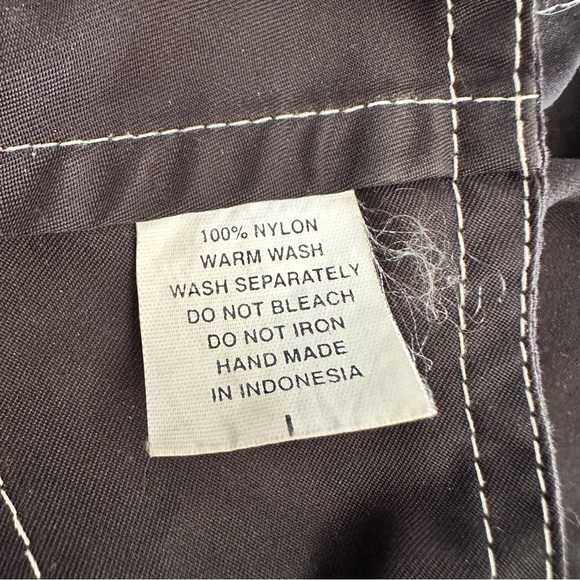 100% NYLON
WARM WASH
WASH SEPARATELY
DO NOT BLEACH
DO NOT IRON
HAND MADE
IN INDONESIA